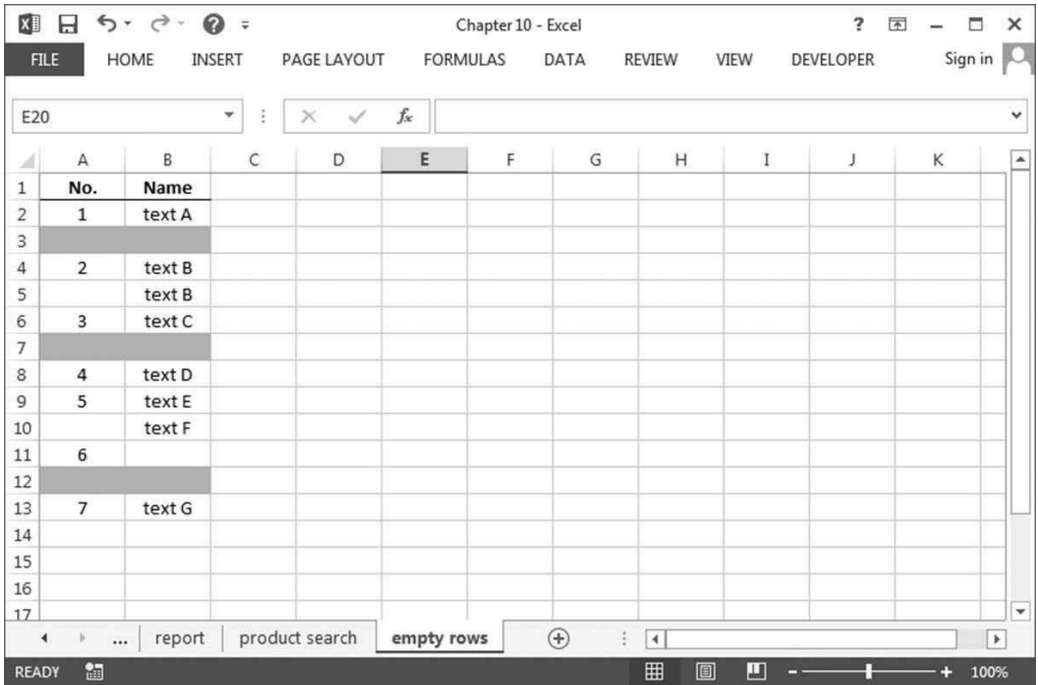 Chapter 10 - Excel
FILE HOME INSERT PAGE LAYOUT FORMULAS DATA REVIEW VIEW DEVELOPER Sign in
E20 fx
A B C D E F G H I J K
1 No. Name
2 1 text A
3
4 2 text B
5 text B
6 3 text C
7
8 4 text D
9 5 text E
10 text F
11 6
12
13 7 text G
14
15
16
17
... report product search empty rows
READY 100%